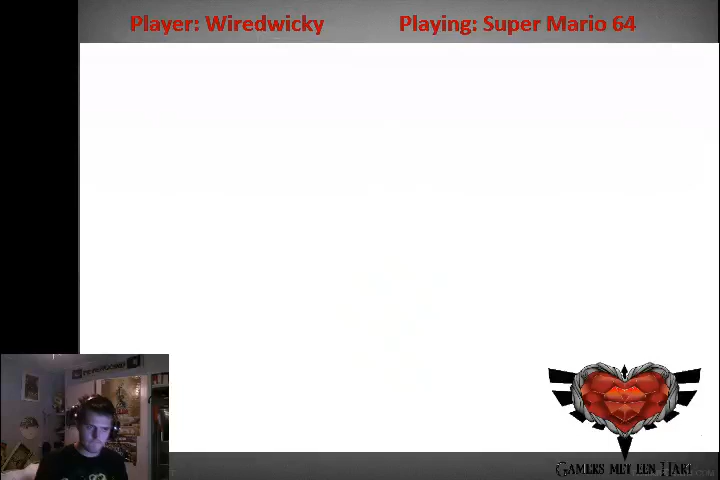 Player: Wiredwicky
Playing: Super Mario 64
GAMERS MET EEN HART